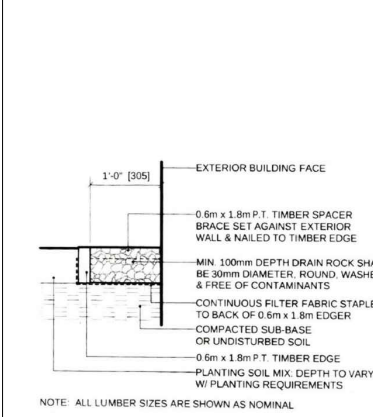 EXTERIOR BUILDING FACE
1'-0" [305]
0.6m x 1.8m P.T. TIMBER SPACER
BRACE SET AGAINST EXTERIOR
WALL & NAILED TO TIMBER EDGE
MIN. 100mm DEPTH DRAIN ROCK SHA
BE 30mm DIAMETER, ROUND, WASHE
& FREE OF CONTAMINANTS
CONTINUOUS FILTER FABRIC STAPLE
TO BACK OF 0.6m x 1.8m EDGER
COMPACTED SUB-BASE
OR UNDISTURBED SOIL
0.6m x 1.8m P.T. TIMBER EDGE
PLANTING SOIL MIX: DEPTH TO VARY
W/ PLANTING REQUIREMENTS
NOTE: ALL LUMBER SIZES ARE SHOWN AS NOMINAL